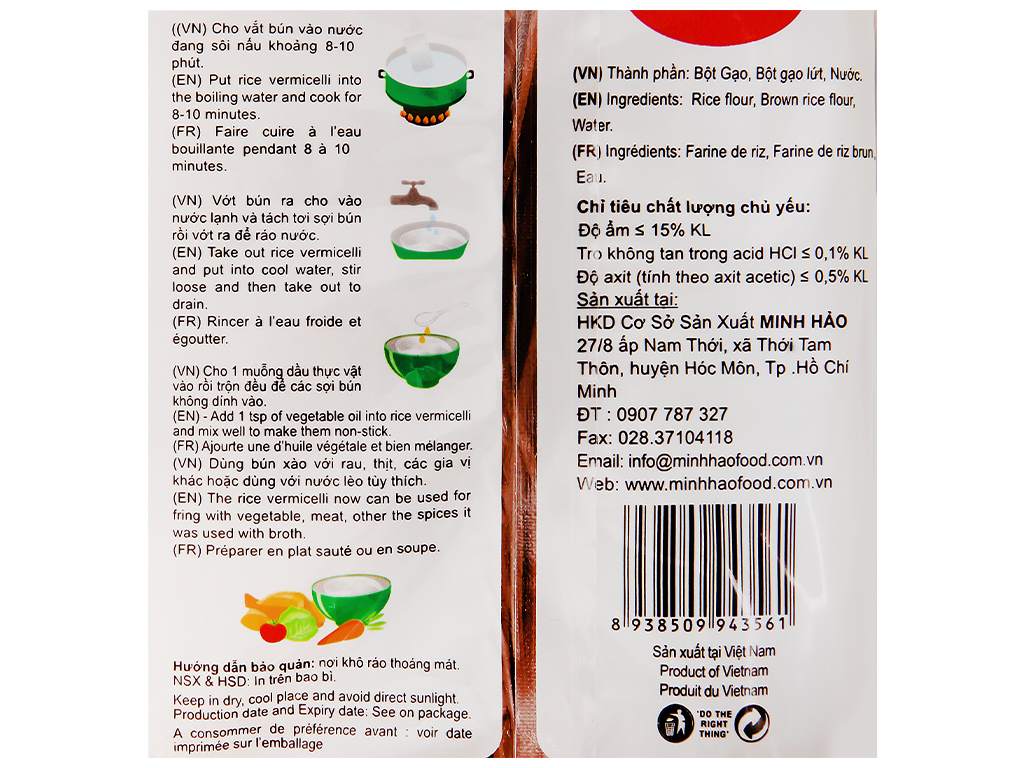 ((VN) Cho vắt bún vào nước
đang sôi nấu khoảng 8-10
phút.
(EN) Put rice vermicelli into
the boiling water and cook for
8-10 minutes.
(FR) Faire cuire à l'eau
bouillante pendant 8 à 10
minutes.
(VN) Vớt bún ra cho vào
nước lạnh và tách tơi sợi bún
rồi vớt ra để ráo nước.
(EN) Take out rice vermicelli
and put into cool water, stir
loose and then take out to
drain.
(FR) Rincer à l'eau froide et
égoutter.
(VN) Cho 1 muỗng dầu thực vật
vào rồi trộn đều để các sợi bún
không dính vào.
(EN) - Add 1 tsp of vegetable oil into rice vermicelli
and mix well to make them non-stick.
(FR) Ajourte une d'huile végétale et bien mélanger.
(VN) Dùng bún xào với rau, thịt, các gia vị
khác hoặc dùng với nước lèo tùy thích.
(EN) The rice vermicelli now can be used for
fring with vegetable, meat, other the spices it
was used with broth.
(FR) Préparer en plat sauté ou en soupe.
Hướng dẫn bảo quản: nơi khô ráo thoáng mát.
NSX & HSD: In trên bao bì.
Keep in dry, cool place and avoid direct sunlight.
Production date and Expiry date: See on package.
A consommer de préférence avant : voir date
imprimée sur l'emballage
(VN) Thành phần: Bột Gạo, Bột gạo lứt, Nước.
(EN) Ingredients: Rice flour, Brown rice flour,
Water.
(FR) Ingrédients: Farine de riz, Farine de riz brun,
Eau.
Chỉ tiêu chất lượng chủ yếu:
Độ ẩm ≤ 15% KL
Tro không tan trong acid HCl ≤ 0,1% KL
Độ axit (tính theo axit acetic) ≤ 0,5% KL
Sản xuất tại:
HKD Cơ Sở Sản Xuất MINH HẢO
27/8 ấp Nam Thới, xã Thới Tam
Thôn, huyện Hóc Môn, Tp .Hồ Chí
Minh
ĐT : 0907 787 327
Fax: 028.37104118
Email: info@minhhaofood.com.vn
Web: www.minhhaofood.com.vn
8 938509 943561
Sản xuất tại Việt Nam
Product of Vietnam
Produit du Vietnam
'DO THE
RIGHT
THING'